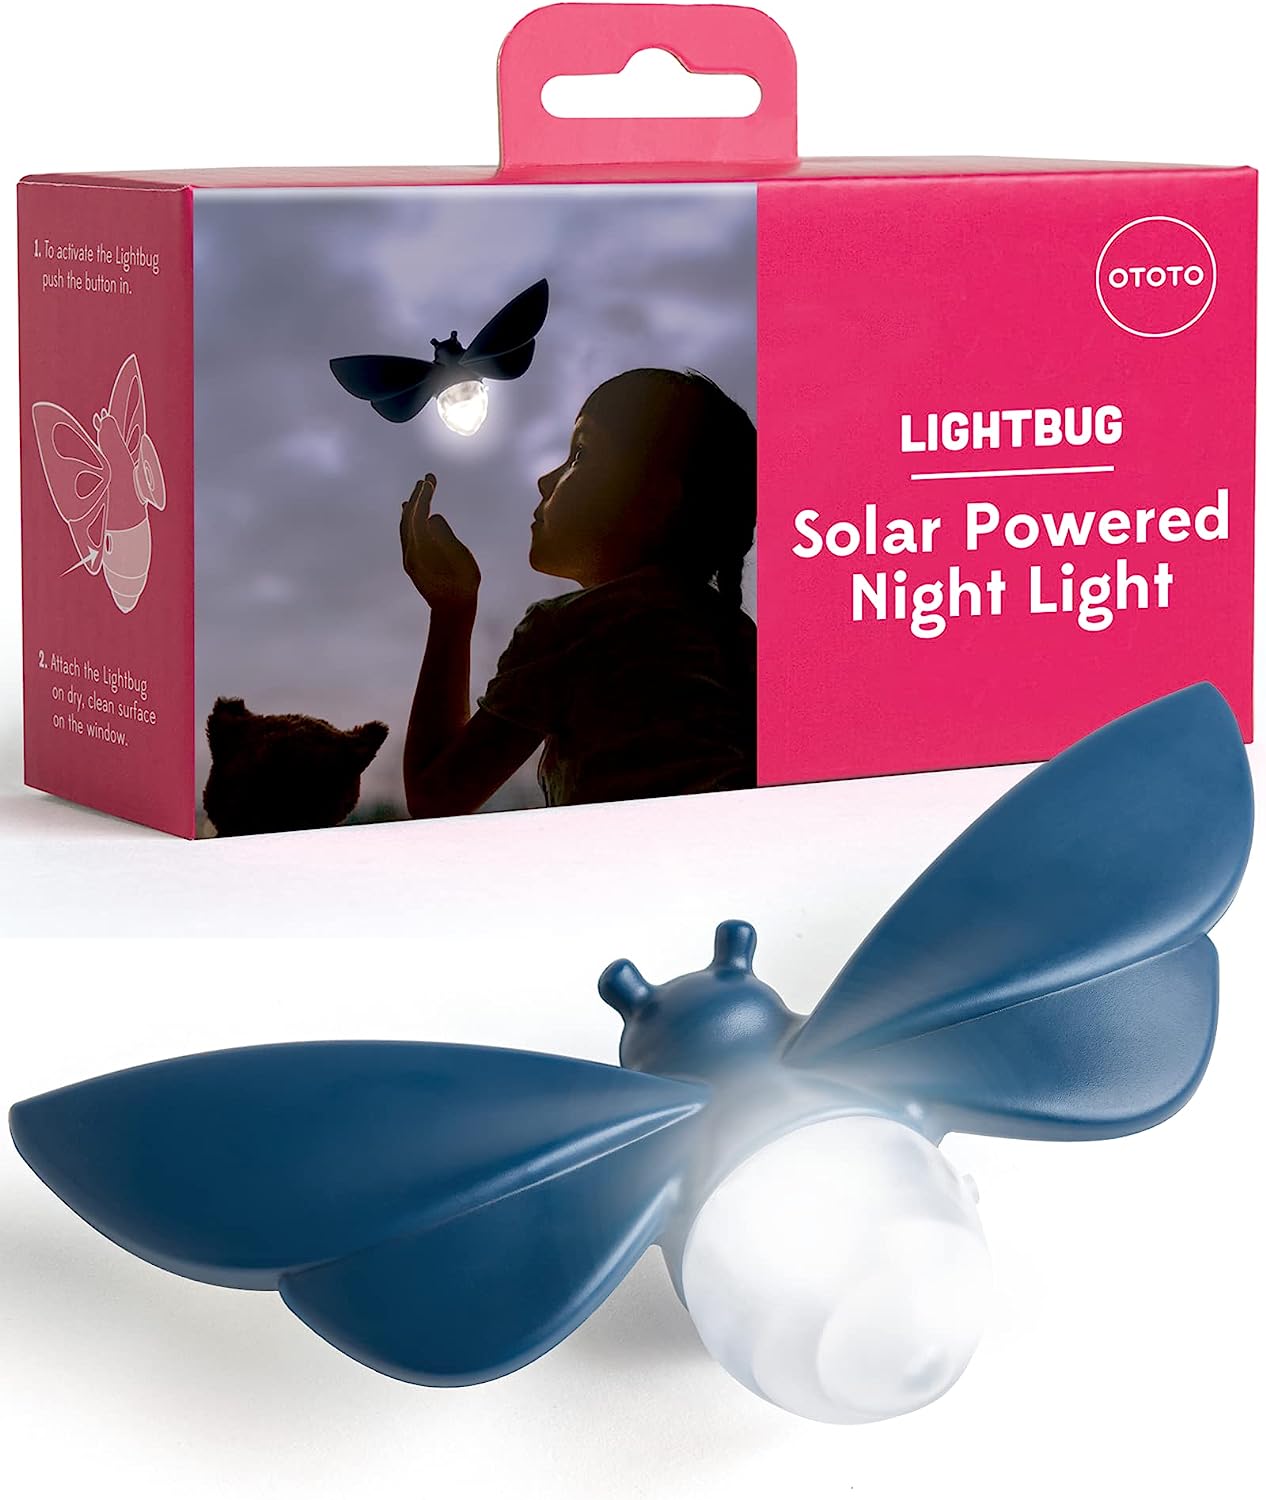 1. To activate the Lightbug
push the button in.
2. Attach the Lightbug
on dry, clean surface
on the window.
OTOTO
LIGHTBUG
Solar Powered
Night Light